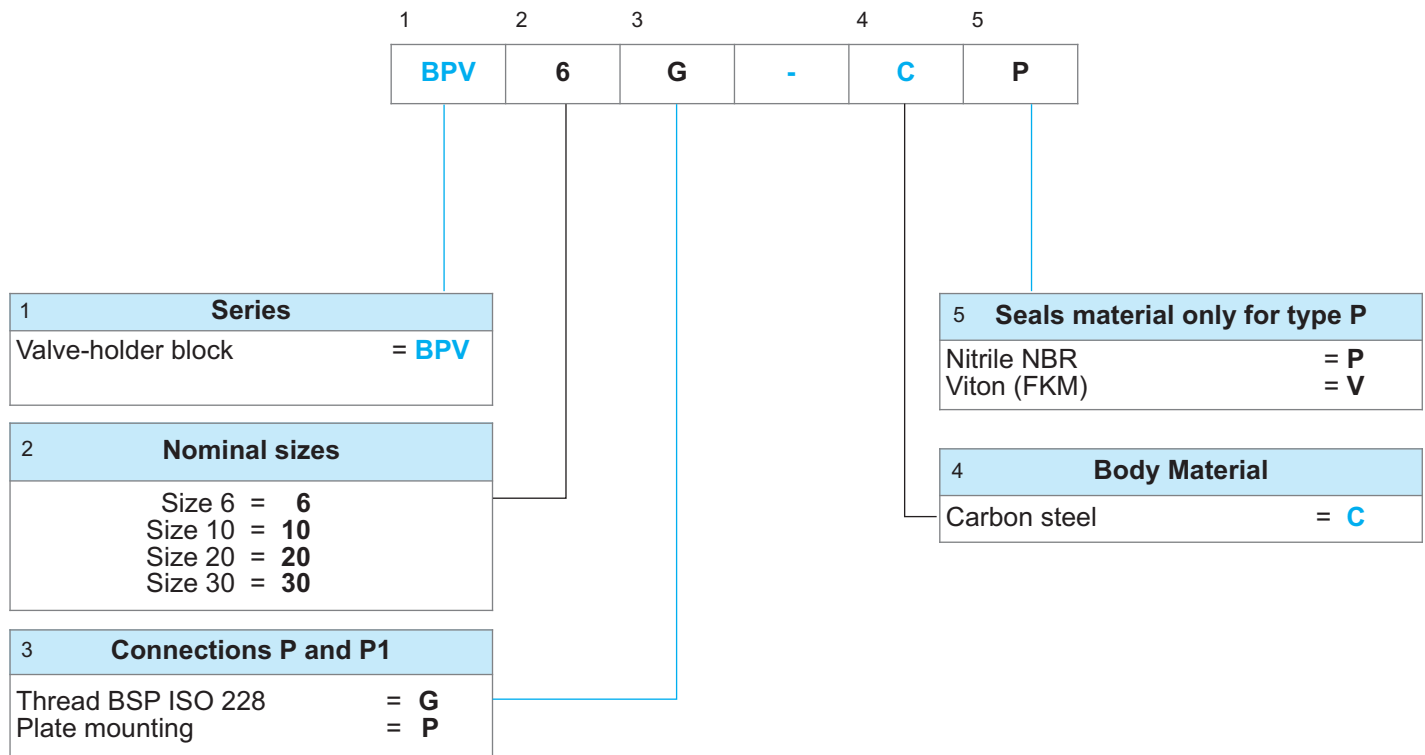 1 2 3 4 5
BPV 6 G - C P
1 Series
Valve-holder block = BPV
2 Nominal sizes
Size 6 = 6
Size 10 = 10
Size 20 = 20
Size 30 = 30
3 Connections P and P1
Thread BSP ISO 228 = G
Plate mounting = P
5 Seals material only for type P
Nitrile NBR = P
Viton (FKM) = V
4 Body Material
Carbon steel = C